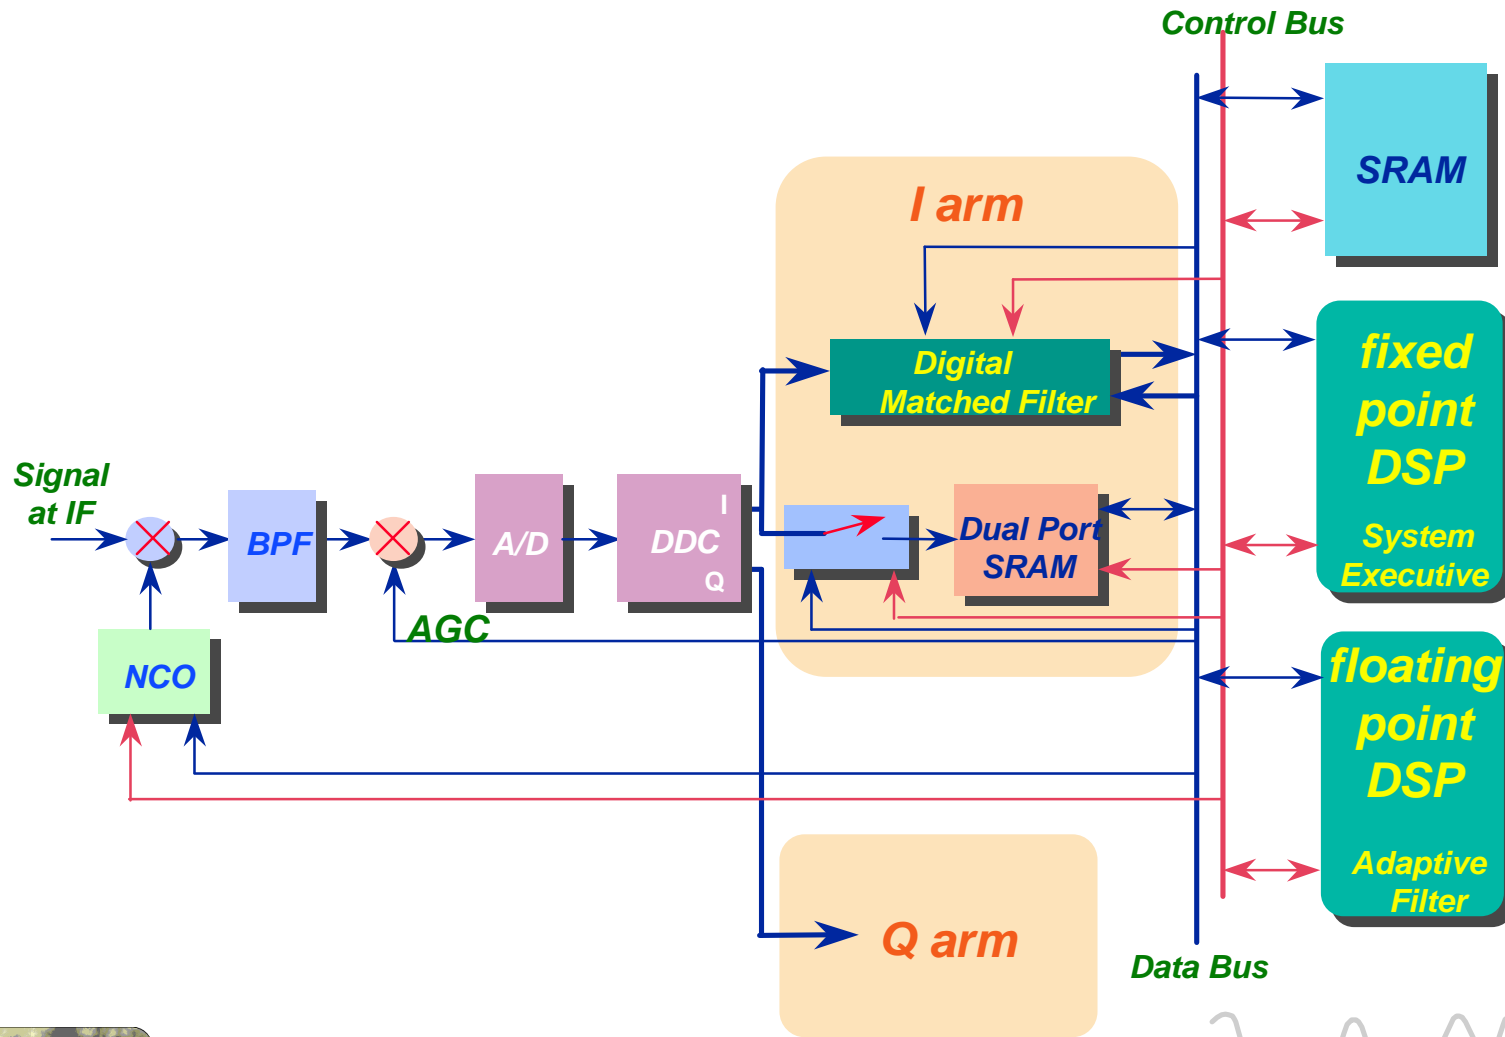 Control Bus
SRAM
I arm
Digital
Matched Filter
fixed
point
DSP
System
Executive
Signal
at IF
BPF
A/D
I
DDC
Q
Dual Port
SRAM
AGC
NCO
floating
point
DSP
Adaptive
Filter
Q arm
Data Bus